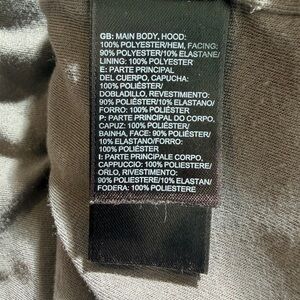 GB: MAIN BODY, HOOD:
100% POLYESTER/HEM, FACING:
90% POLYESTER/10% ELASTANE/
LINING: 100% POLYESTER
E: PARTE PRINCIPAL
DEL CUERPO, CAPUCHA:
100% POLIÉSTER/
DOBLADILLO, REVESTIMIENTO:
90% POLIÉSTER/10% ELASTANO/
FORRO: 100% POLIÉSTER
P: PARTE PRINCIPAL DO CORPO,
CAPUZ: 100% POLIÉSTER/
BAINHA, FACE: 90% POLIÉSTER/
10% ELASTANO/FORRO:
100% POLIÉSTER
I: PARTE PRINCIPALE CORPO,
CAPPUCCIO: 100% POLIESTERE/
ORLO, RIVESTITO:
90% POLIESTERE/10% ELASTAN/
FODERA: 100% POLIESTERE